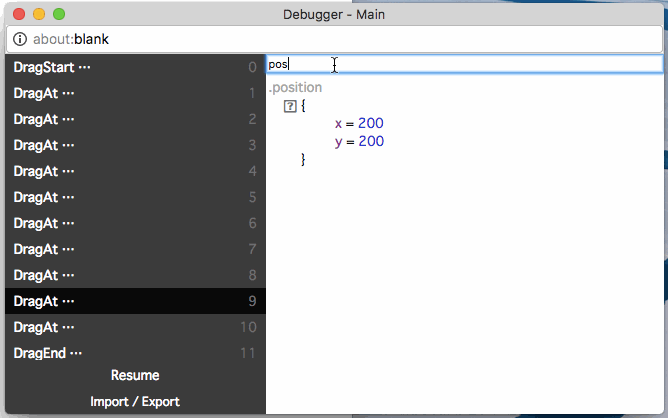 Debugger - Main
about:blank
DragStart ··· 0
DragAt ··· 1
DragAt ··· 2
DragAt ··· 3
DragAt ··· 4
DragAt ··· 5
DragAt ··· 6
DragAt ··· 7
DragAt ··· 8
DragAt ··· 9
DragAt ··· 10
DragEnd ··· 11
Resume
Import / Export
pos
.position
? {
x = 200
y = 200
}